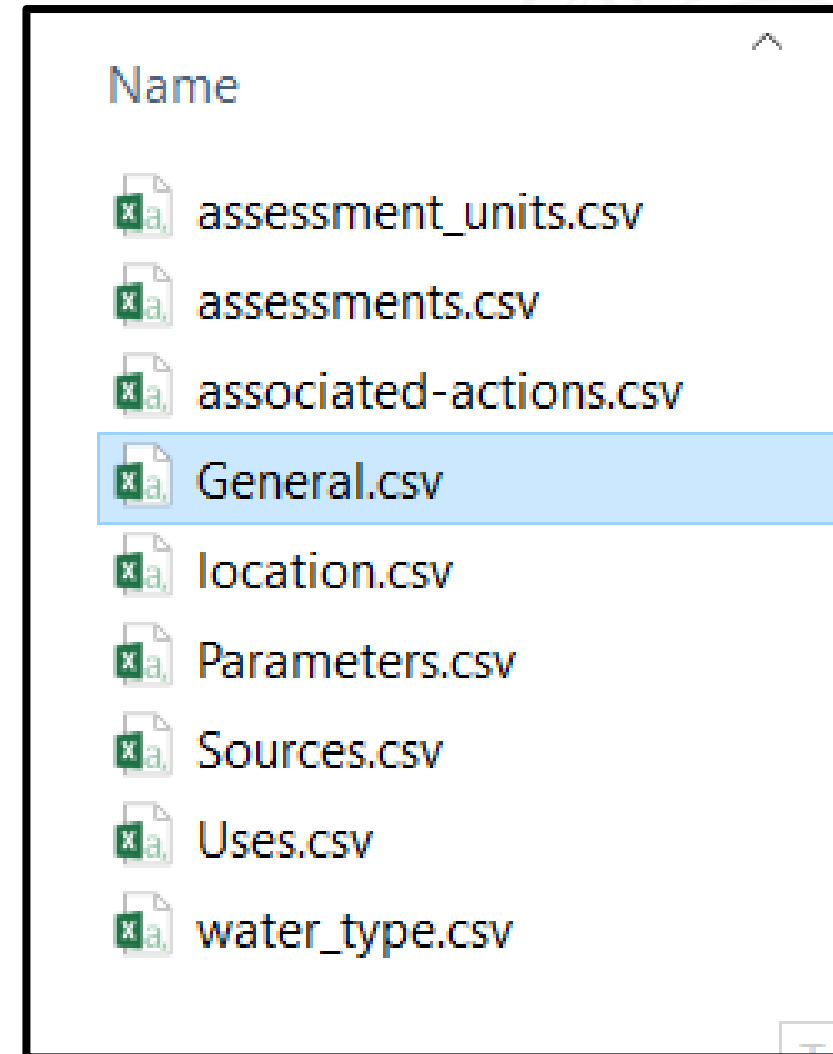 Name
assessment_units.csv
assessments.csv
associated-actions.csv
General.csv
location.csv
Parameters.csv
Sources.csv
Uses.csv
water_type.csv